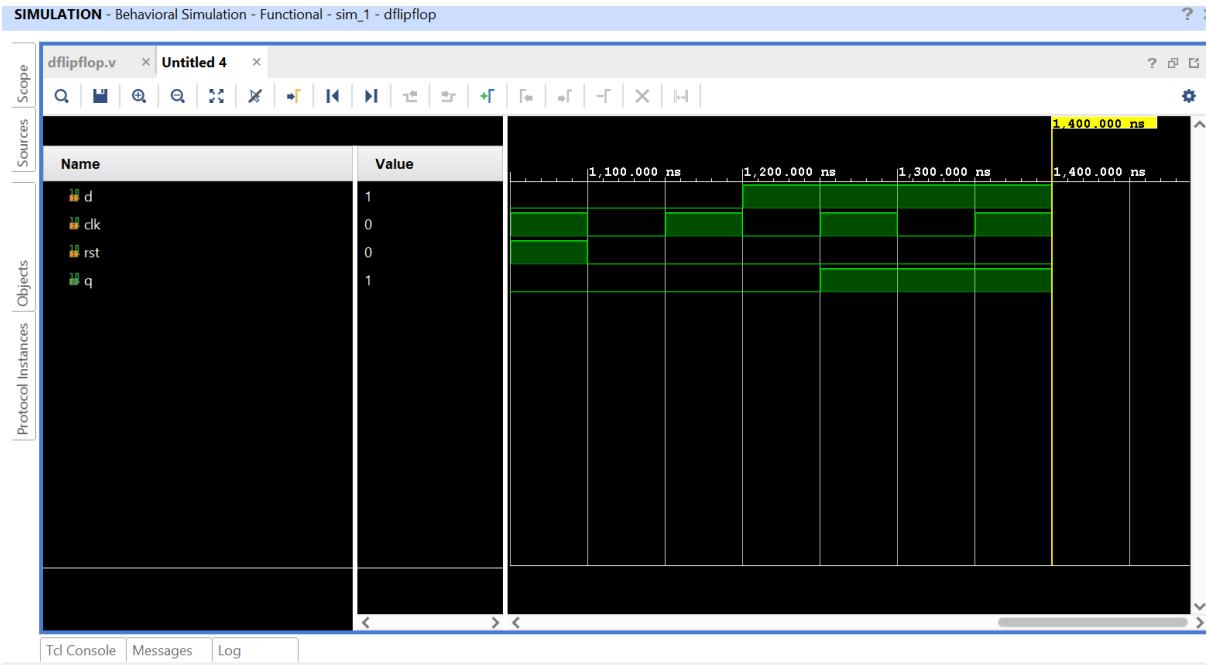 SIMULATION - Behavioral Simulation - Functional - sim_1 - dflipflop
?
Scope
Sources
Objects
Protocol Instances
dflipflop.v × Untitled 4 ×
?
Name Value
d 1
clk 0
rst 0
q 1
1,400.000 ns
1,100.000 ns 1,200.000 ns 1,300.000 ns 1,400.000 ns
Tcl Console Messages Log